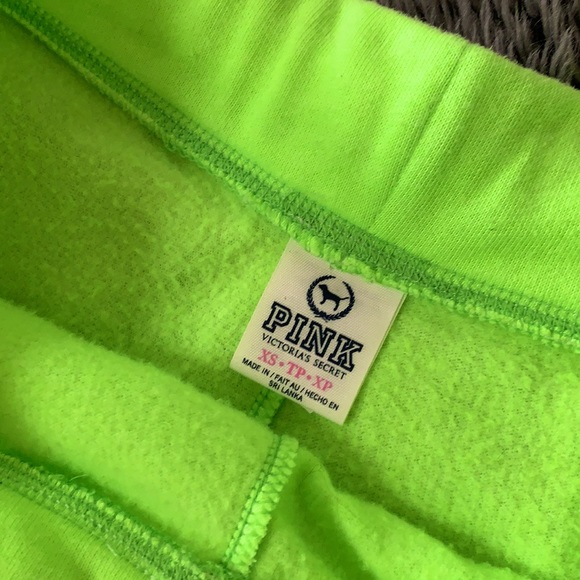 PINK
VICTORIA'S SECRET
XS • TP • XP
MADE IN / FAIT AU / HECHO EN
SRI LANKA